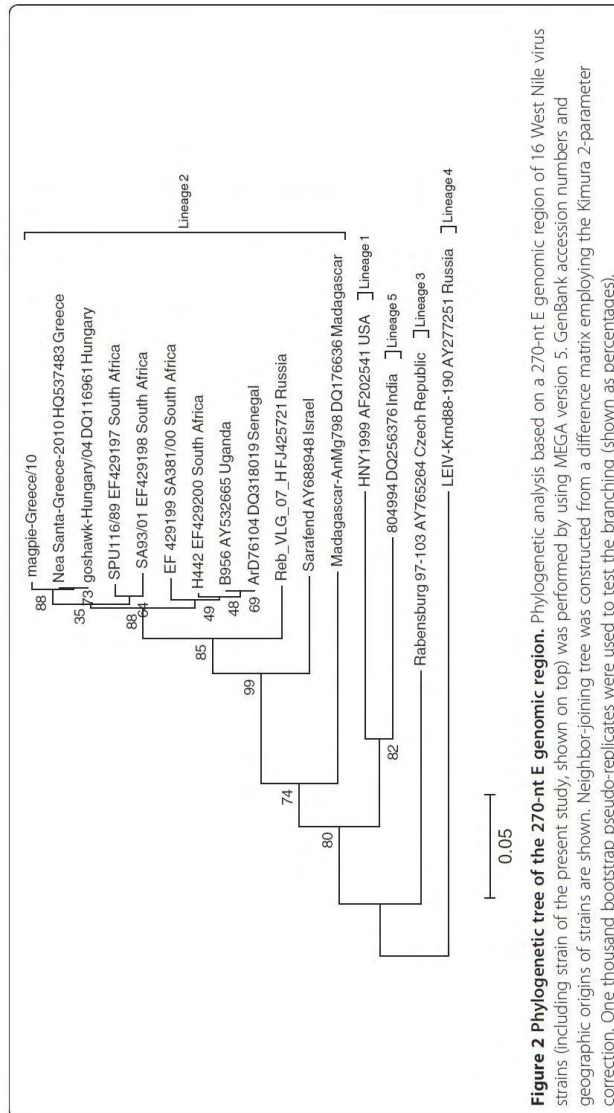 magpie-Greece/10
Nea Santa-Greece-2010 HQ537483 Greece
goshawk-Hungary/04 DQ116961 Hungary
SPU116/89 EF429197 South Africa
SA93/01 EF429198 South Africa
EF 429199 SA381/00 South Africa
H442 EF429200 South Africa
B956 AY532665 Uganda
ArD76104 DQ318019 Senegal
Reb_VLG_07_H FJ425721 Russia
Sarafend AY688948 Israel
Madagascar-AnMg798 DQ176636 Madagascar
Lineage 2
HNY1999 AF202541 USA
Lineage 1
804994 DQ256376 India
Lineage 5
Rabensburg 97-103 AY765264 Czech Republic
Lineage 3
LEIV-Krnd88-190 AY277251 Russia
Lineage 4
88
35
73
88
64
49
48
69
85
99
74
80
82
0.05
Figure 2 Phylogenetic tree of the 270-nt E genomic region. Phylogenetic analysis based on a 270-nt E genomic region of 16 West Nile virus
strains (including strain of the present study, shown on top) was performed by using MEGA version 5. GenBank accession numbers and
geographic origins of strains are shown. Neighbor-joining tree was constructed from a difference matrix employing the Kimura 2-parameter
correction. One thousand bootstrap pseudo-replicates were used to test the branching (shown as percentages).